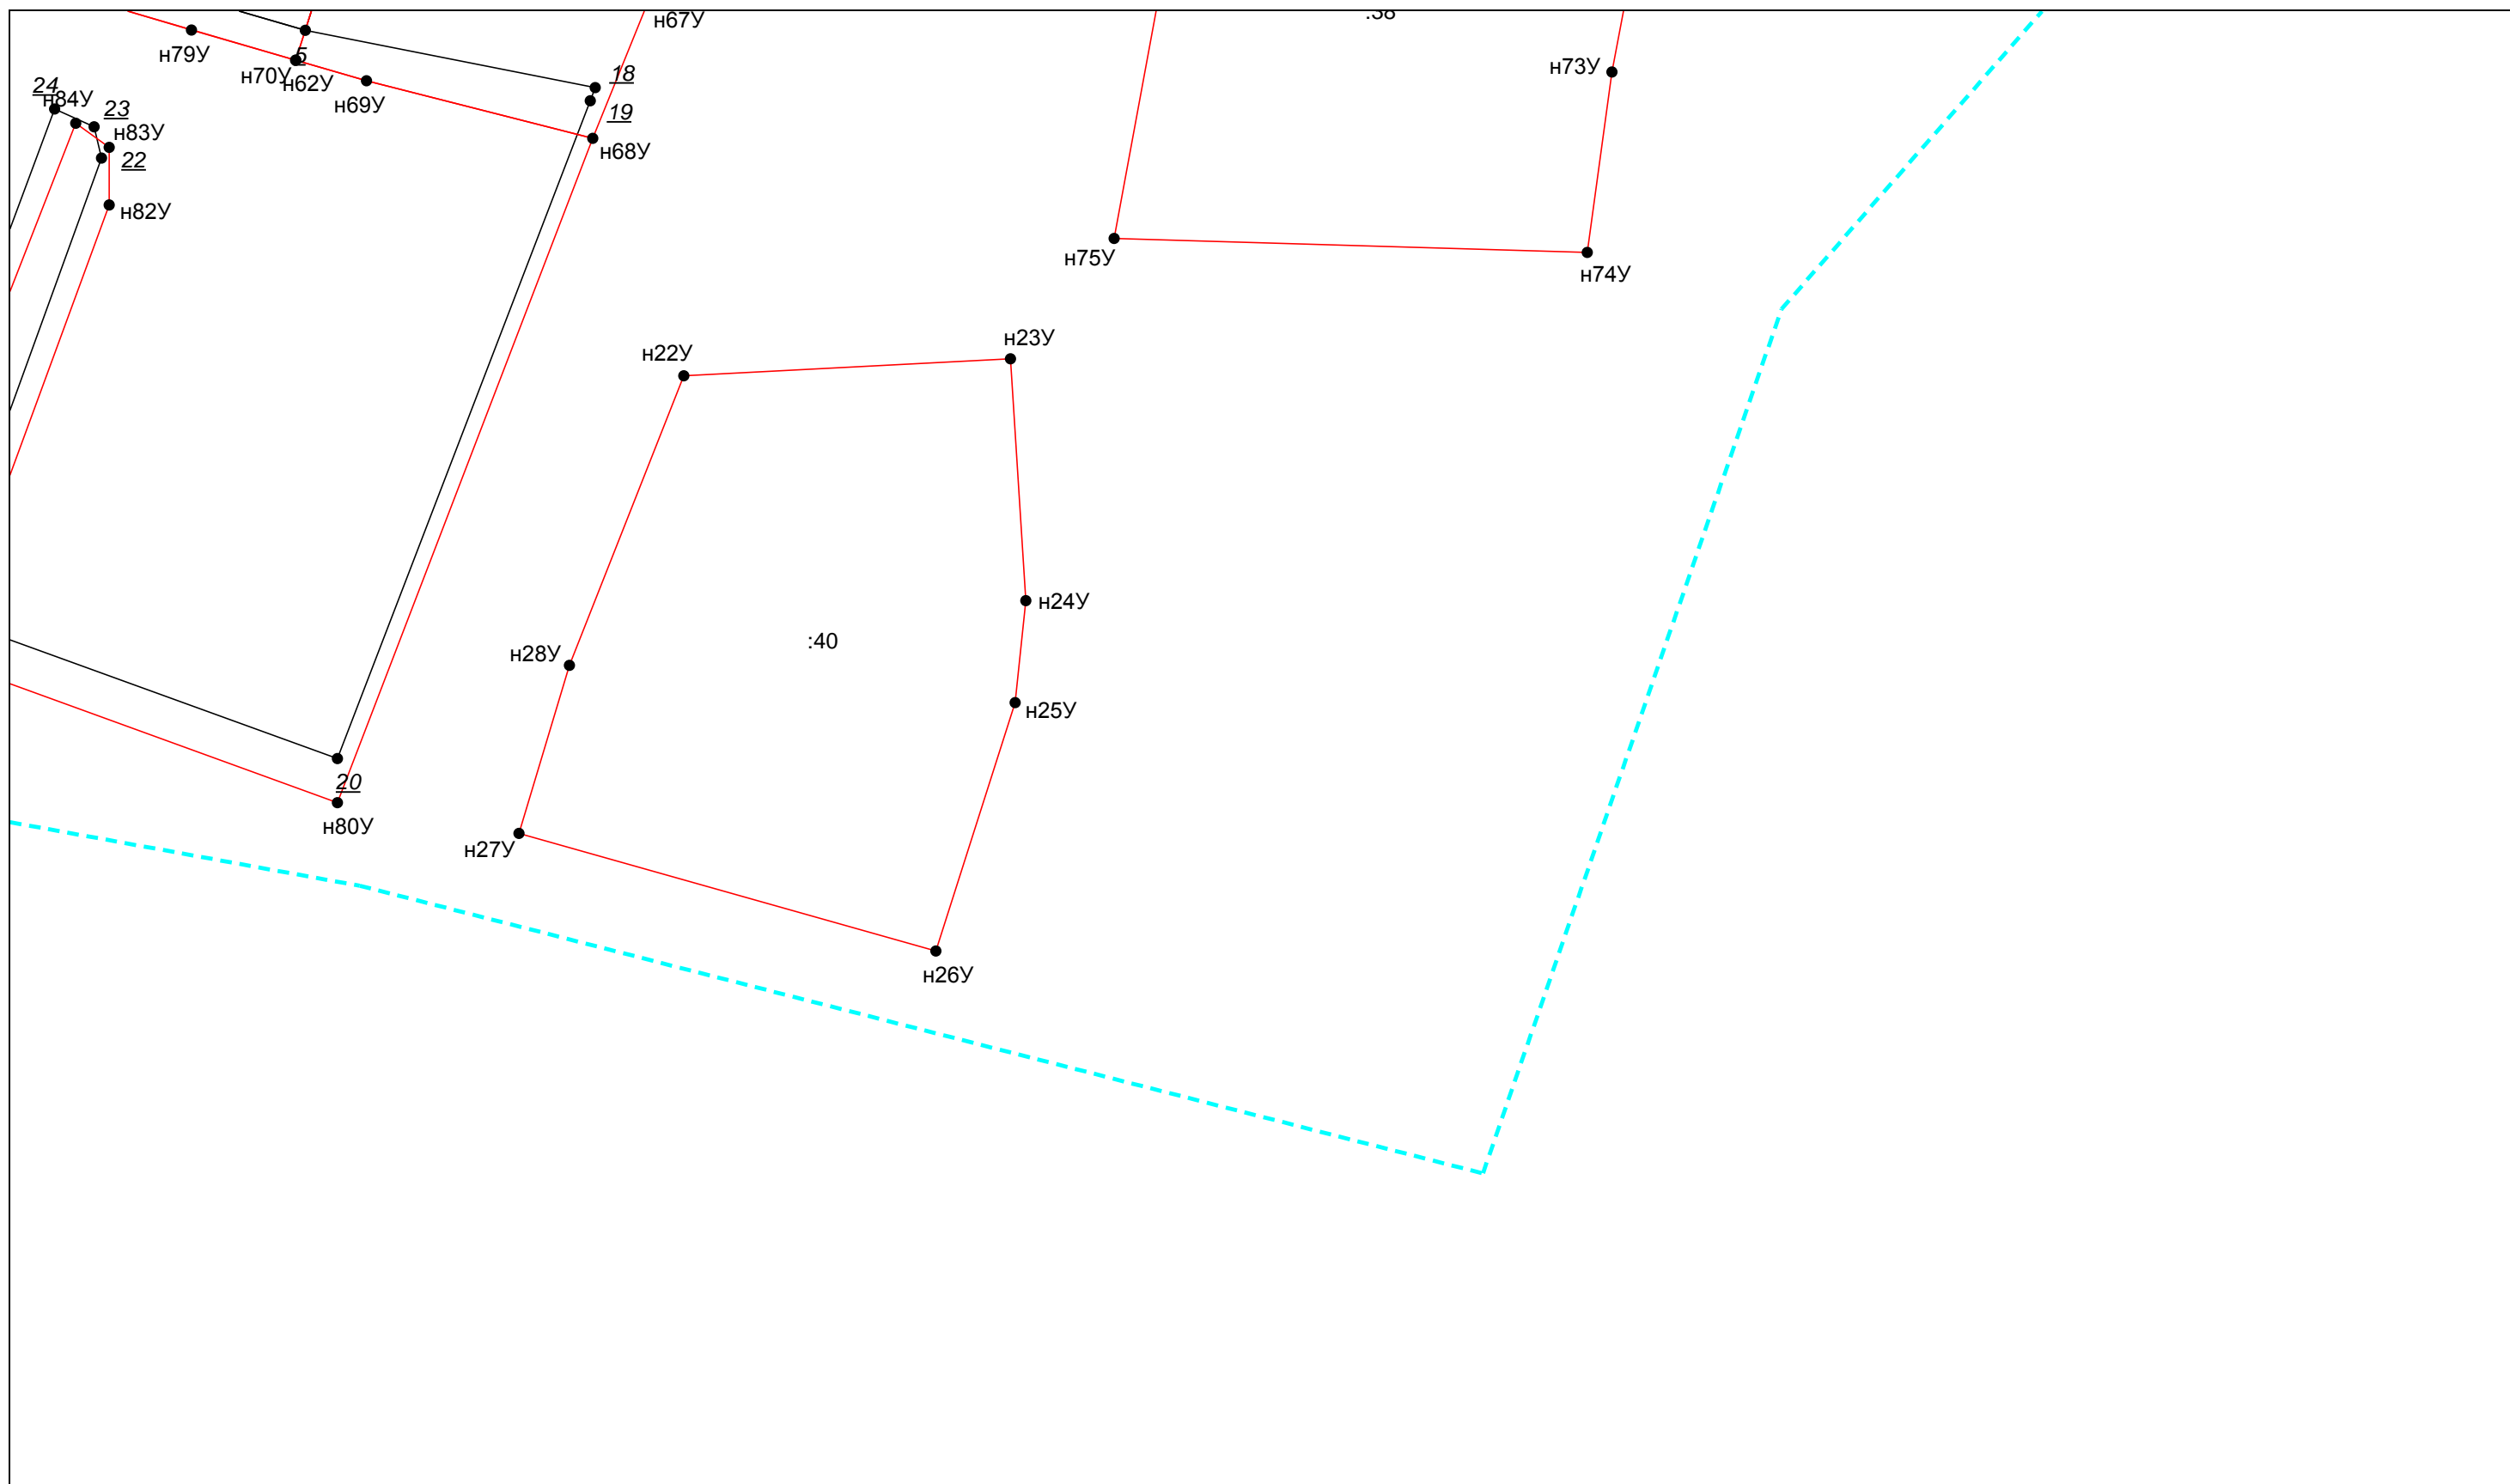 :38
н67У
н79У
5
н70У
н62У
18
н73У
24
н84У
н69У
23
19
н83У
н68У
22
н82У
н75У
н74У
н23У
н22У
н24У
:40
н28У
н25У
20
н80У
н27У
н26У